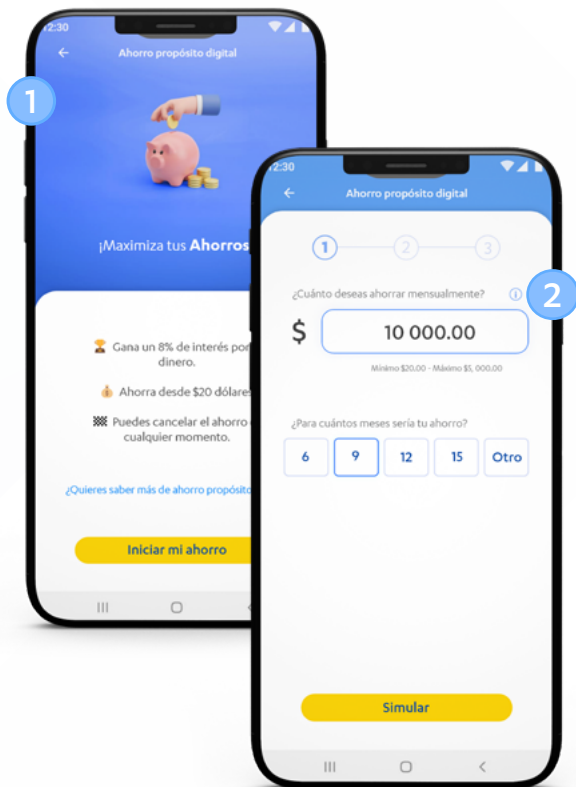 1
12:30
Ahorro propósito digital
¡Maximiza tus Ahorros
Gana un 8% de interés por
dinero.
Ahorra desde $20 dólares
Puedes cancelar el ahorro
cualquier momento.
¿Quieres saber más de ahorro propósito
Iniciar mi ahorro
2
12:30
Ahorro propósito digital
1 2 3
¿Cuánto deseas ahorrar mensualmente?
$ 10 000.00
Mínimo $20.00 - Máximo $5, 000.00
¿Para cuántos meses sería tu ahorro?
6 9 12 15 Otro
Simular